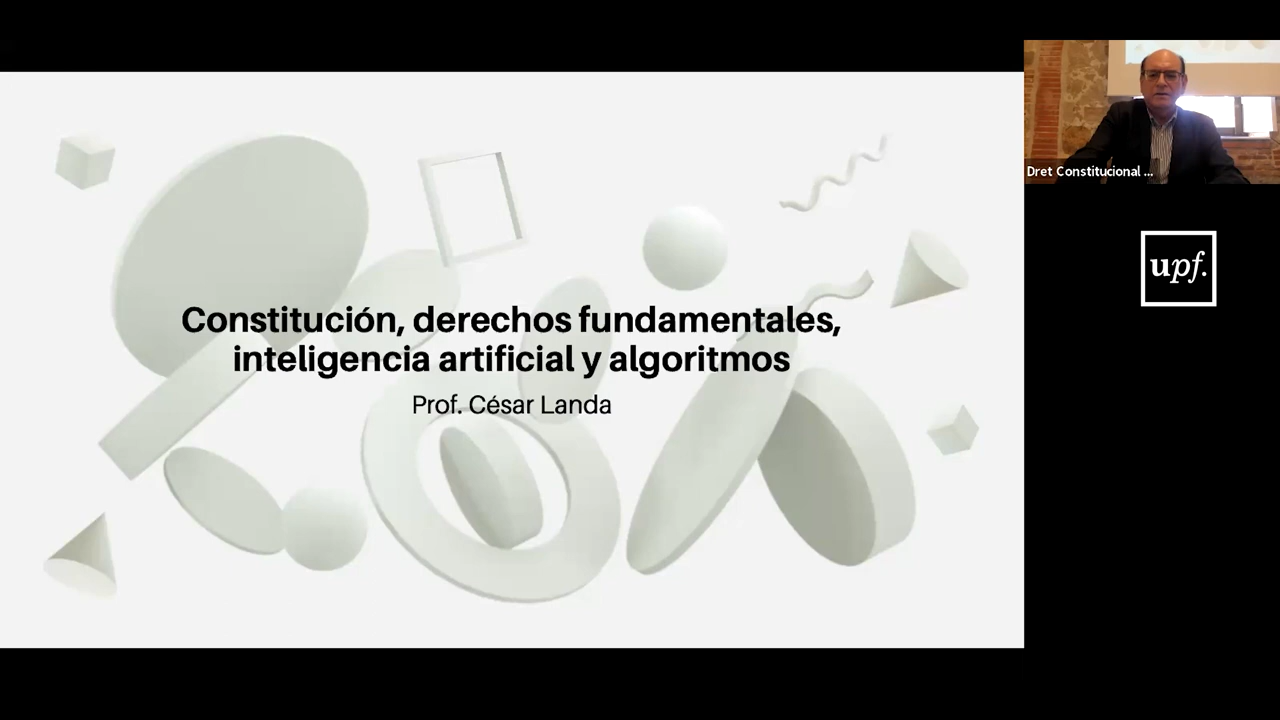 Constitución, derechos fundamentales,
inteligencia artificial y algoritmos
Prof. César Landa
Dret Constitucional ...
upf.